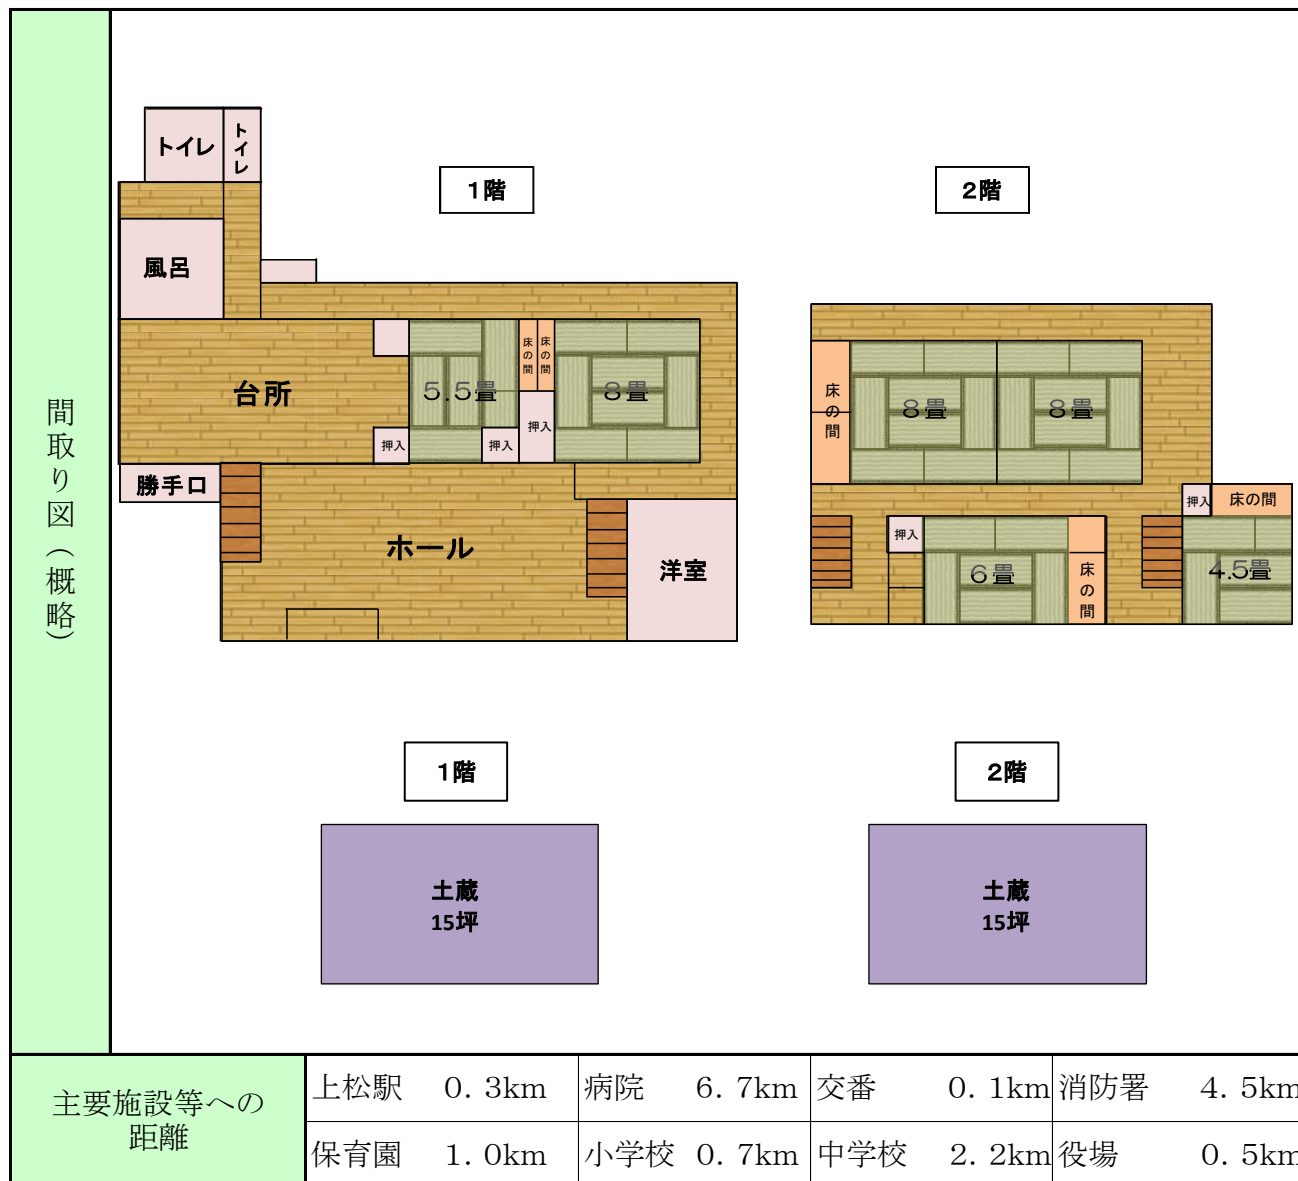 間取り図（概略）
トイレ
トイレ
1階
2階
風呂
台所
5.5畳
床の間
床の間
8畳
押入
押入
押入
勝手口
ホール
洋室
床の間
8畳
8畳
押入
床の間
押入
6畳
床の間
4.5畳
1階
2階
土蔵
15坪
土蔵
15坪
主要施設等への
距離
上松駅 0.3km 病院 6.7km 交番 0.1km 消防署 4.5km
保育園 1.0km 小学校 0.7km 中学校 2.2km 役場 0.5km